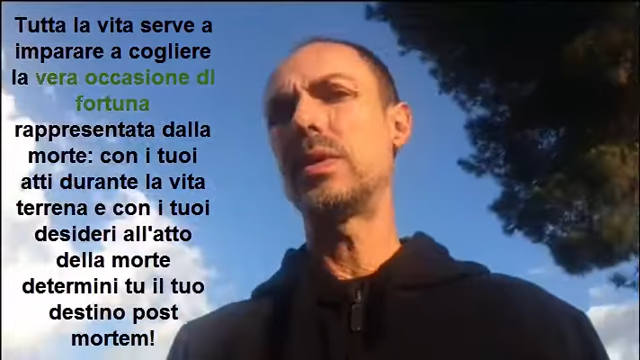 Tutta la vita serve a
imparare a cogliere
la vera occasione di
fortuna
rappresentata dalla
morte: con i tuoi
atti durante la vita
terrena e con i tuoi
desideri all'atto
della morte
determini tu il tuo
destino post
mortem!